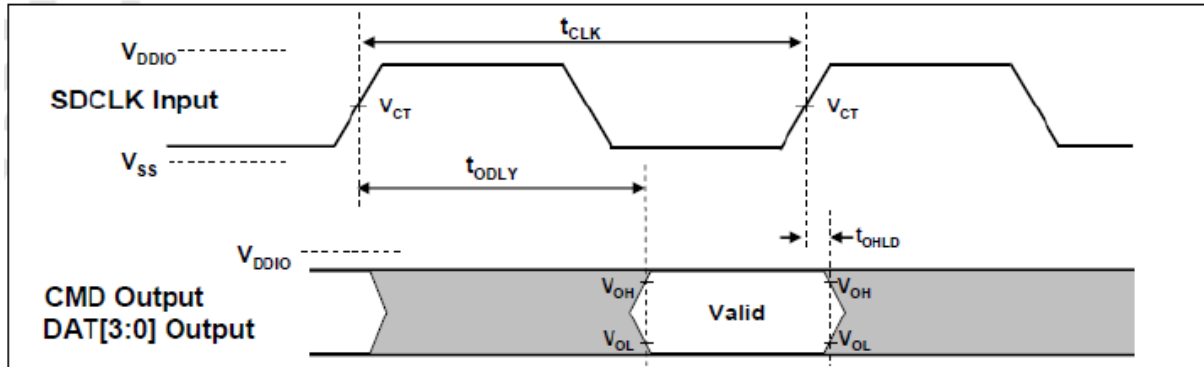 tCLK
VDDIO
SDCLK Input
VCT
VCT
VSS
tODLY
VDDIO
tOHLD
CMD Output
DAT[3:0] Output
VOH
Valid
VOH
VOL
VOL